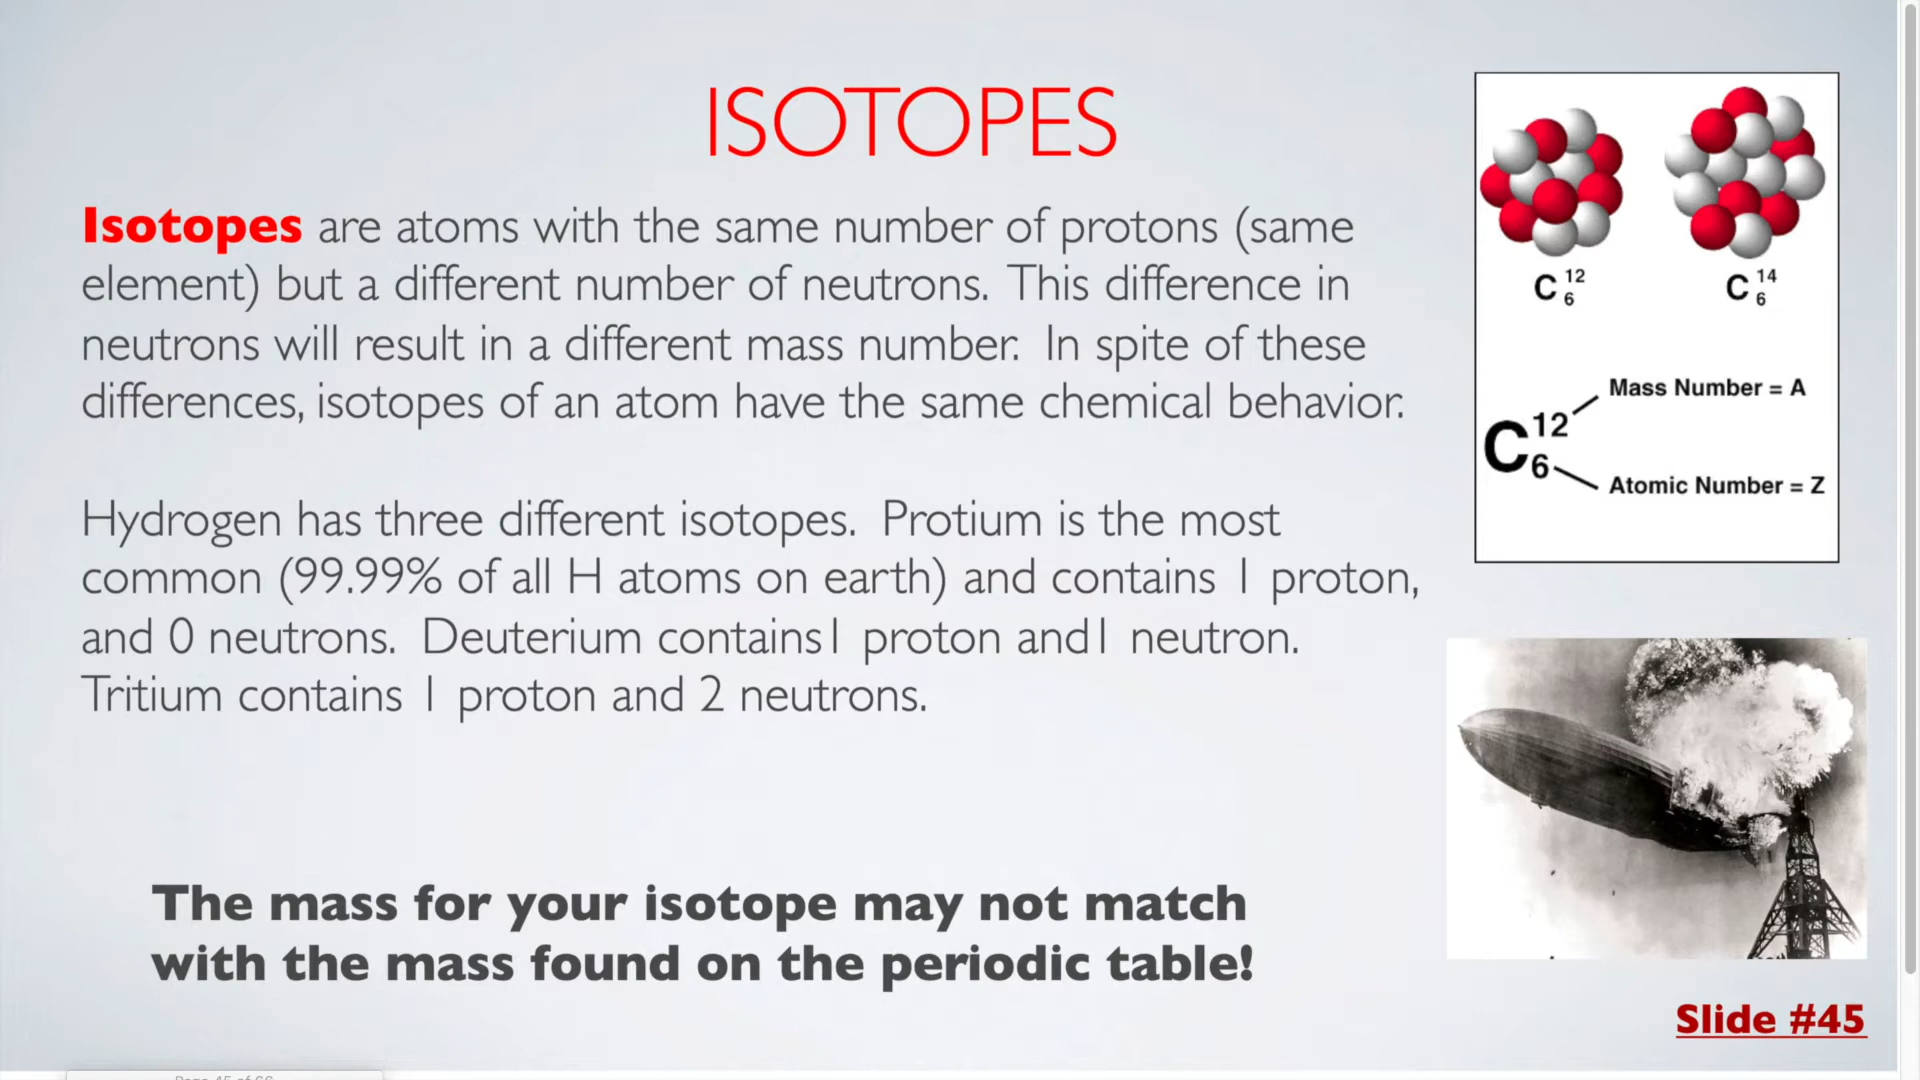 ISOTOPES
Isotopes are atoms with the same number of protons (same
element) but a different number of neutrons. This difference in
neutrons will result in a different mass number. In spite of these
differences, isotopes of an atom have the same chemical behavior.
Hydrogen has three different isotopes. Protium is the most
common (99.99% of all H atoms on earth) and contains 1 proton,
and 0 neutrons. Deuterium contains1 proton and1 neutron.
Tritium contains 1 proton and 2 neutrons.
The mass for your isotope may not match
with the mass found on the periodic table!
C 12 6
C 14 6
Mass Number = A
C 12 6
Atomic Number = Z
Slide #45